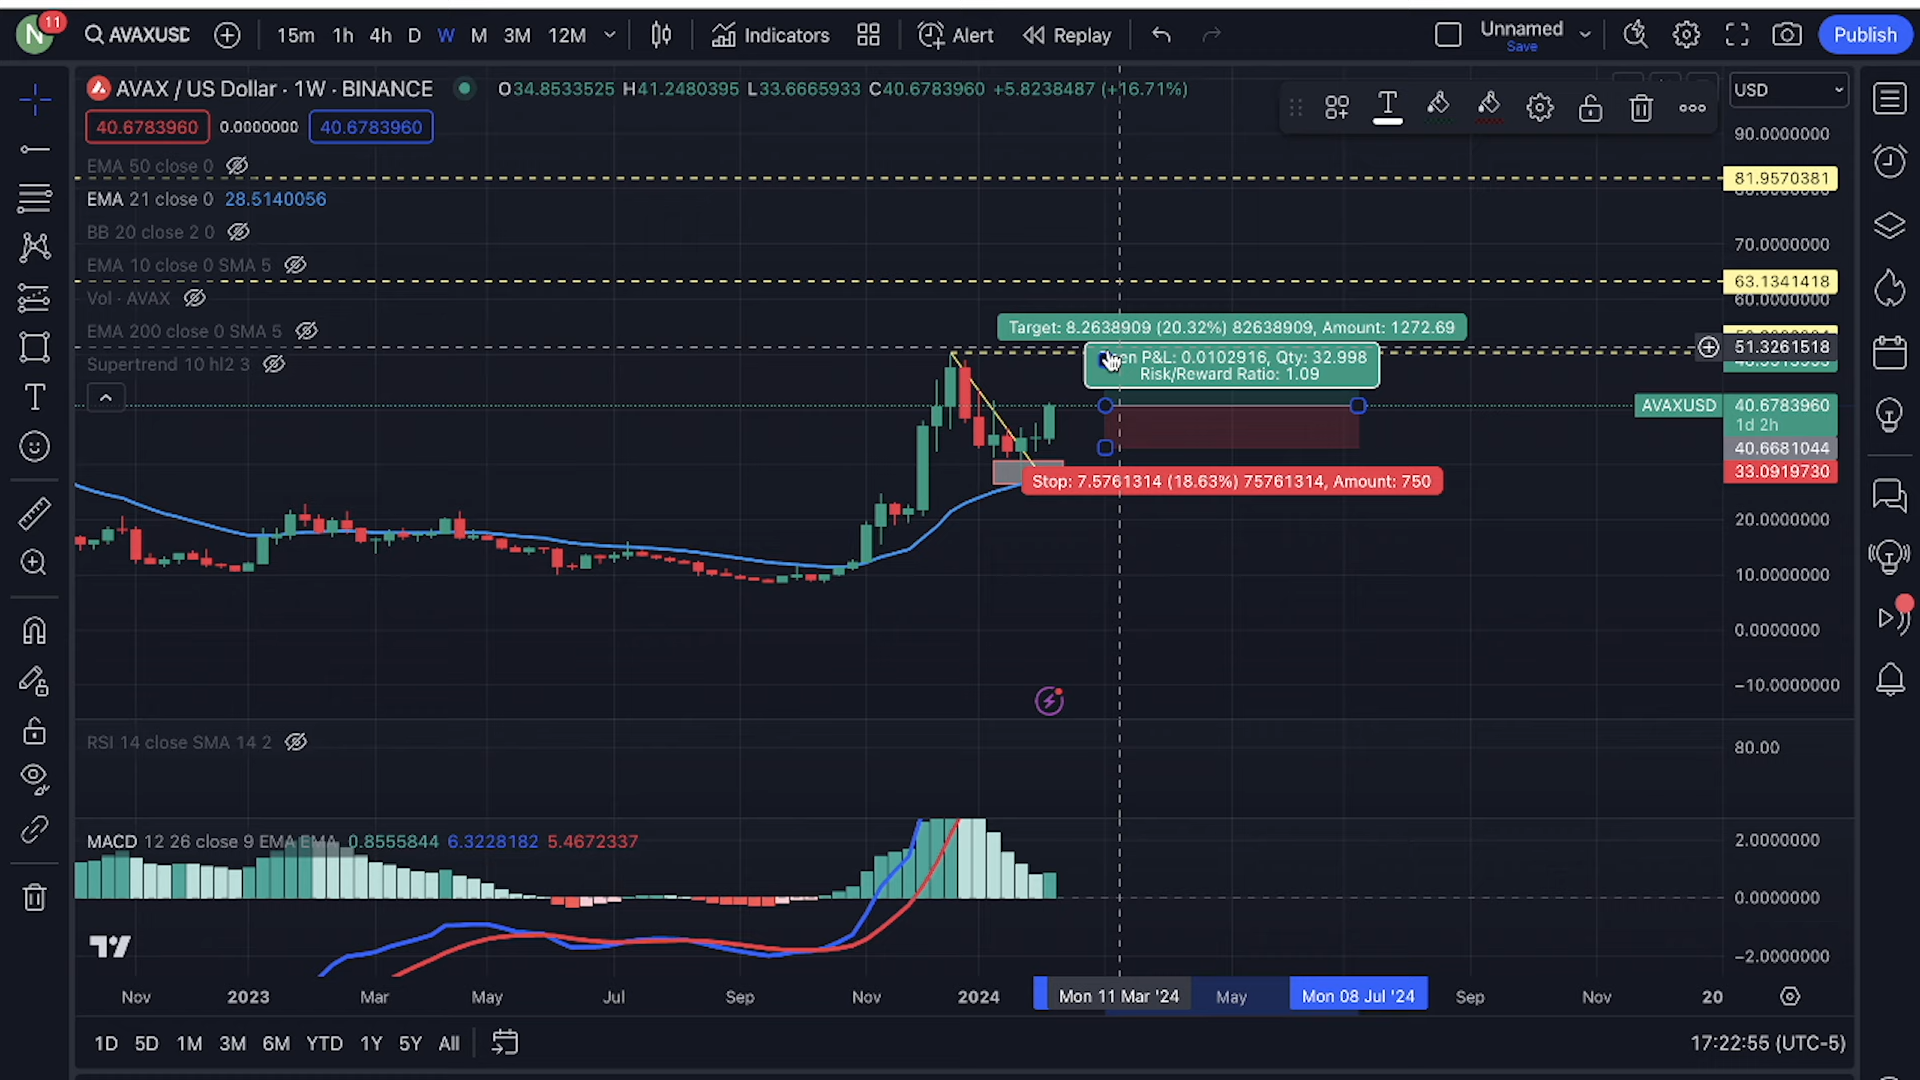 N
11
AVAXUSD
15m 1h 4h D W M 3M 12M
Indicators
Alert
Replay
Unnamed
Save
Publish
AVAX / US Dollar · 1W · BINANCE
O34.8533525 H41.2480395 L33.6665933 C40.6783960 +5.8238487 (+16.71%)
USD
40.6783960 0.0000000 40.6783960
EMA 50 close 0
EMA 21 close 0 28.5140056
BB 20 close 2 0
EMA 10 close 0 SMA 5
Vol · AVAX
EMA 200 close 0 SMA 5
Supertrend 10 hl2 3
T
T
90.0000000
81.9570381
70.0000000
63.1341418
60.0000000
51.3261518
AVAXUSD 40.6783960
1d 2h
40.6681044
33.0919730
20.0000000
10.0000000
0.0000000
−10.0000000
Target: 8.2638909 (20.32%) 82638909, Amount: 1272.69
P&L: 0.0102916, Qty: 32.998
Risk/Reward Ratio: 1.09
Stop: 7.5761314 (18.63%) 75761314, Amount: 750
RSI 14 close SMA 14 2
80.00
MACD 12 26 close 9 EMA EMA 0.8555844 6.3228182 5.4672337
2.0000000
0.0000000
−2.0000000
Nov 2023 Mar May Jul Sep Nov 2024 Mon 11 Mar '24 May Mon 08 Jul '24 Sep Nov 20
1D 5D 1M 3M 6M YTD 1Y 5Y All
17:22:55 (UTC-5)